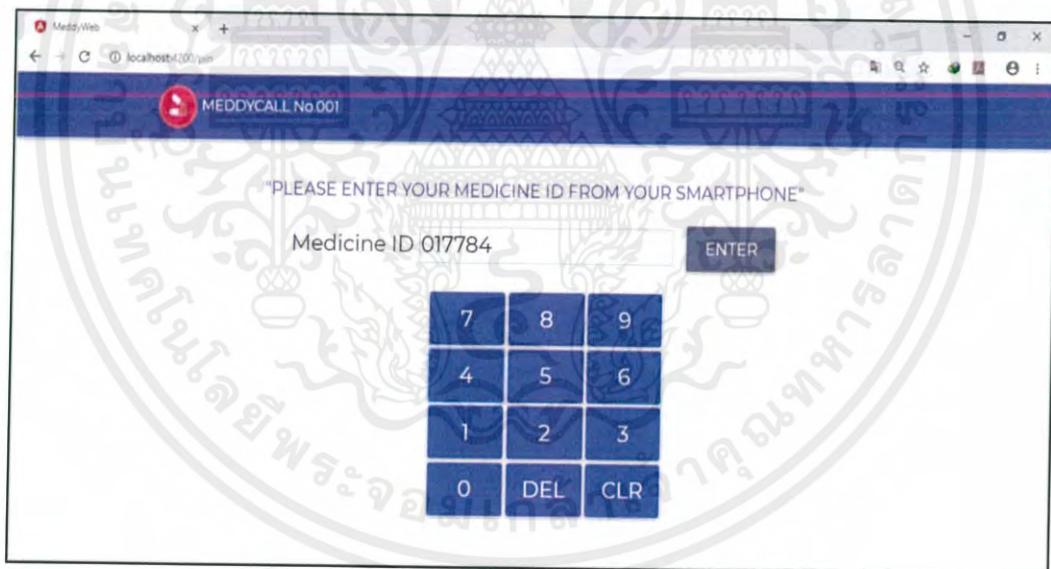 MeddyWeb
localhost:4200/pin
MEDDYCALL No.001
"PLEASE ENTER YOUR MEDICINE ID FROM YOUR SMARTPHONE"
Medicine ID 017784
ENTER
7 8 9
4 5 6
1 2 3
0 DEL CLR